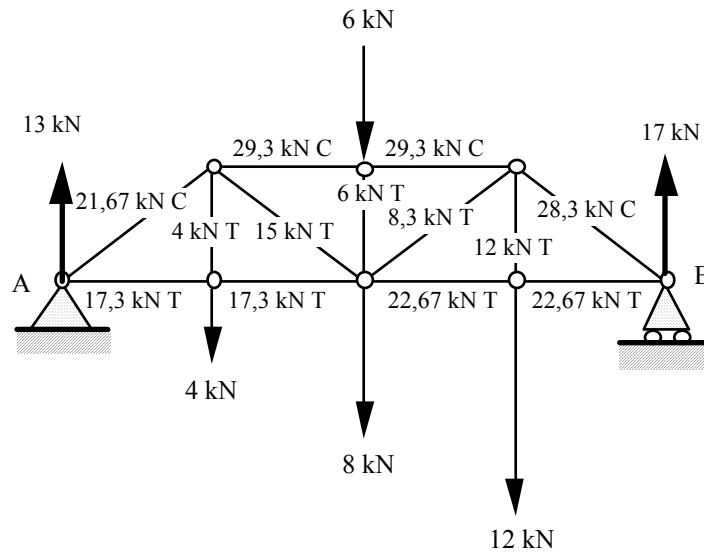 6 kN
13 kN
17 kN
29,3 kN C
29,3 kN C
21,67 kN C
6 kN T
8,3 kN T
28,3 kN C
4 kN T
15 kN T
12 kN T
A
B
17,3 kN T
17,3 kN T
22,67 kN T
22,67 kN T
4 kN
8 kN
12 kN